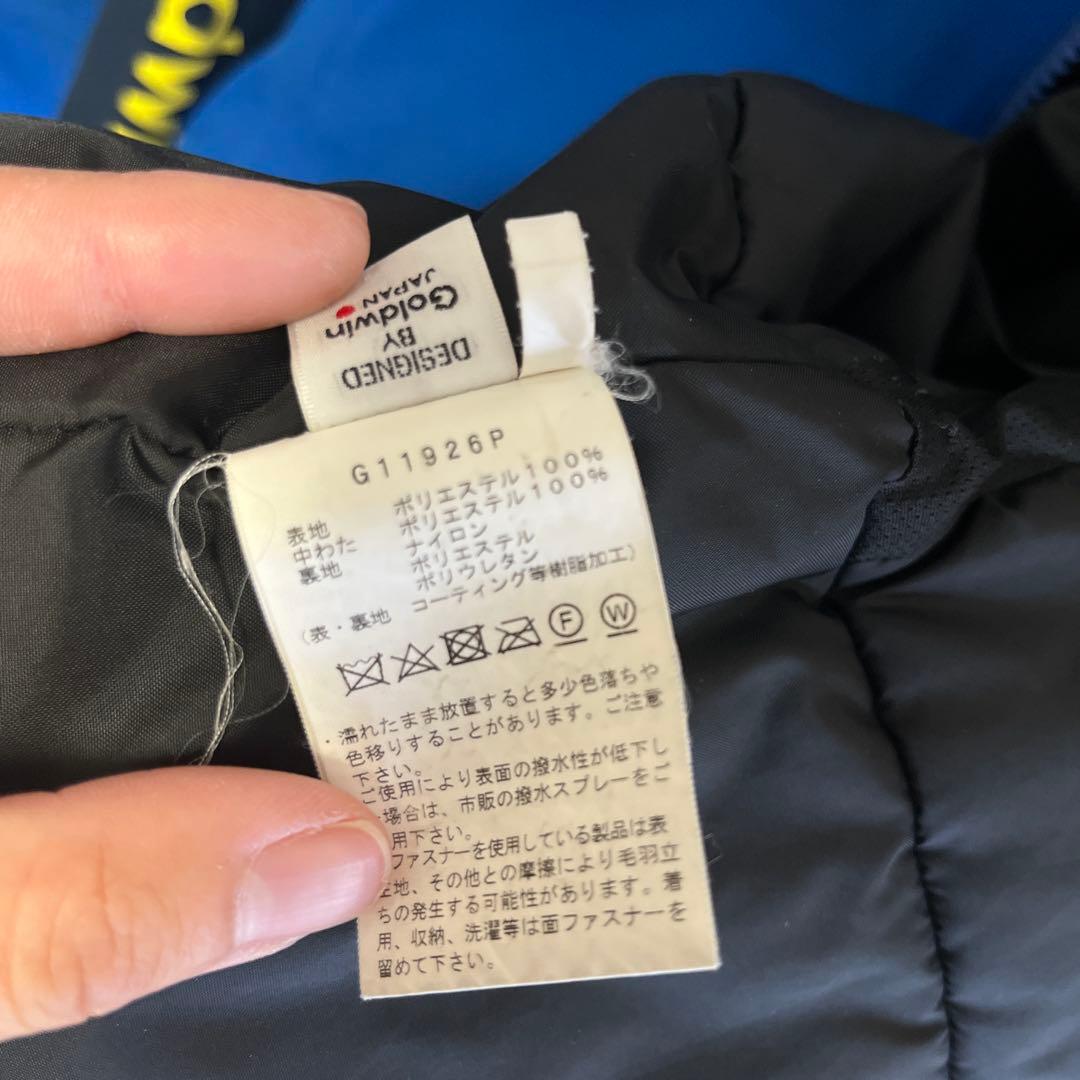 DESIGNED
BY
Goldwin
JAPAN
G11926P
表地 ポリエステル100%
中わた ポリエステル100%
裏地 ナイロン
ポリエステル
ポリウレタン
(表・裏地 コーティング等樹脂加工)
F W
・濡れたまま放置すると多少色落ちや
色移りすることがあります。ご注意
下さい。
ご使用により表面の撥水性が低下し
場合は、市販の撥水スプレーをご
用下さい。
ファスナーを使用している製品は表
地、その他との摩擦により毛羽立
ちの発生する可能性があります。着
用、収納、洗濯等は面ファスナーを
留めて下さい。